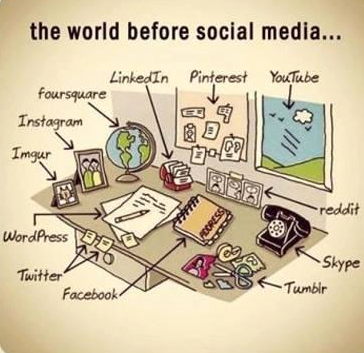 the world before social media...
LinkedIn
Pinterest
YouTube
foursquare
Instagram
Imgur
reddit
WordPress
ADDRESS
Skype
Twitter
Facebook
Tumblr